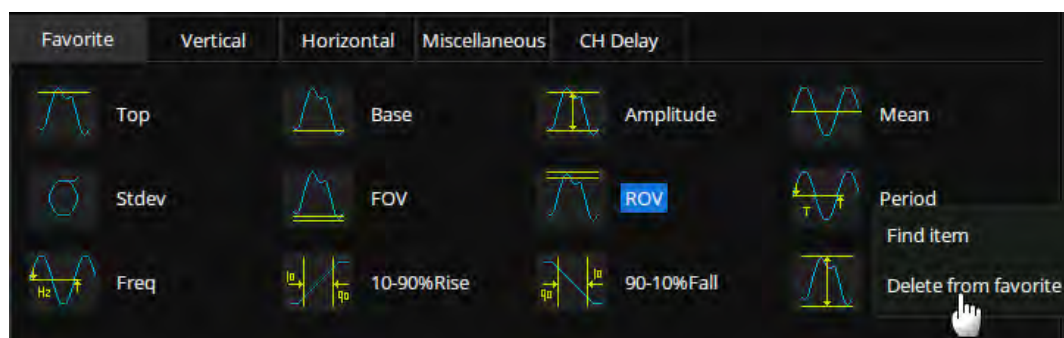 Favorite Vertical Horizontal Miscellaneous CH Delay
Top Base Amplitude Mean
Stdev FOV ROV Period
Find item
Freq 10-90%Rise 90-10%Fall
Delete from favorite